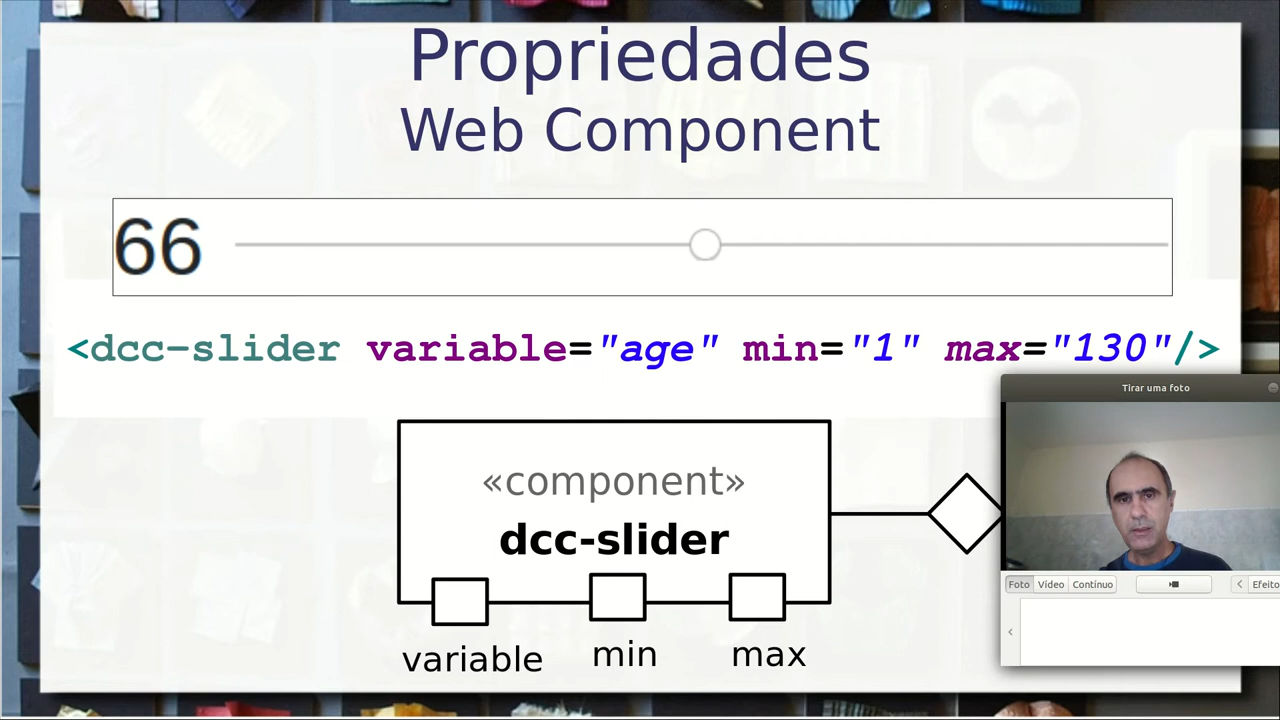 Propriedades
Web Component
66
<dcc-slider variable="age" min="1" max="130"/>
Tirar uma foto
«component»
dcc-slider
Foto Vídeo Contínuo
variable min max